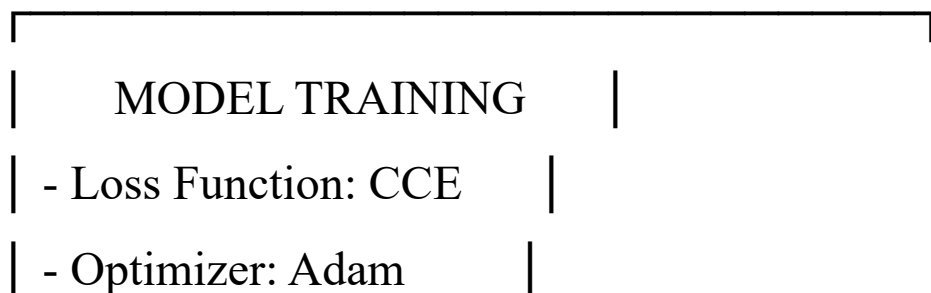 MODEL TRAINING
- Loss Function: CCE
- Optimizer: Adam